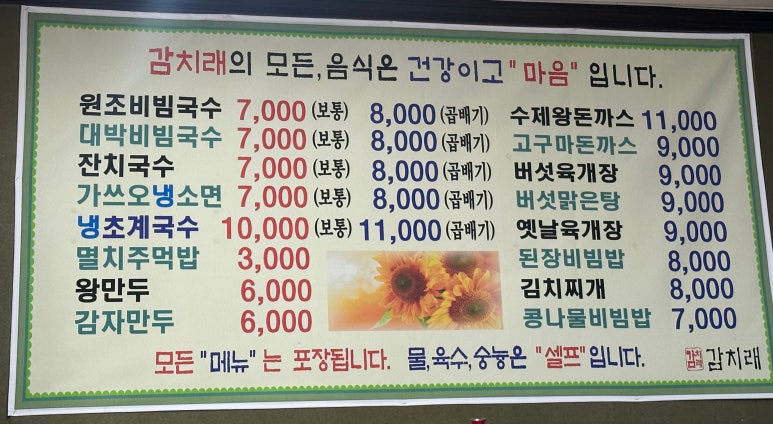 감치래의 모든, 음식은 건강이고 "마음" 입니다.
원조비빔국수 7,000 (보통) 8,000 (곱배기)
대박비빔국수 7,000 (보통) 8,000 (곱배기)
잔치국수 7,000 (보통) 8,000 (곱배기)
가쓰오냉소면 7,000 (보통) 8,000 (곱배기)
냉초계국수 10,000 (보통) 11,000 (곱배기)
멸치주먹밥 3,000
왕만두 6,000
감자만두 6,000
수제왕돈까스 11,000
고구마돈까스 9,000
버섯육개장 9,000
버섯맑은탕 9,000
옛날육개장 9,000
된장비빔밥 8,000
김치찌개 8,000
콩나물비빔밥 7,000
모든 "메뉴" 는 포장됩니다. 물,육수,숭늉은 "셀프"입니다.
감치래 감치래